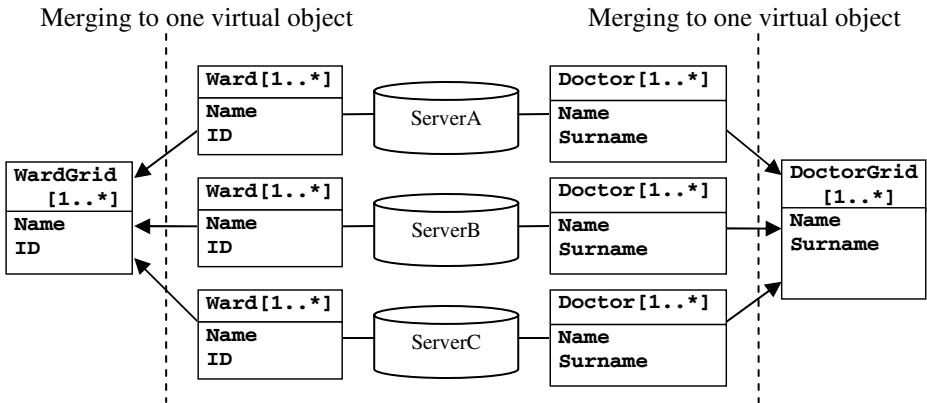 Merging to one virtual object
Merging to one virtual object
Ward[1..*]
Name
ID
ServerA
Doctor[1..*]
Name
Surname
WardGrid
[1..*]
Name
ID
Ward[1..*]
Name
ID
ServerB
Doctor[1..*]
Name
Surname
DoctorGrid
[1..*]
Name
Surname
Ward[1..*]
Name
ID
ServerC
Doctor[1..*]
Name
Surname